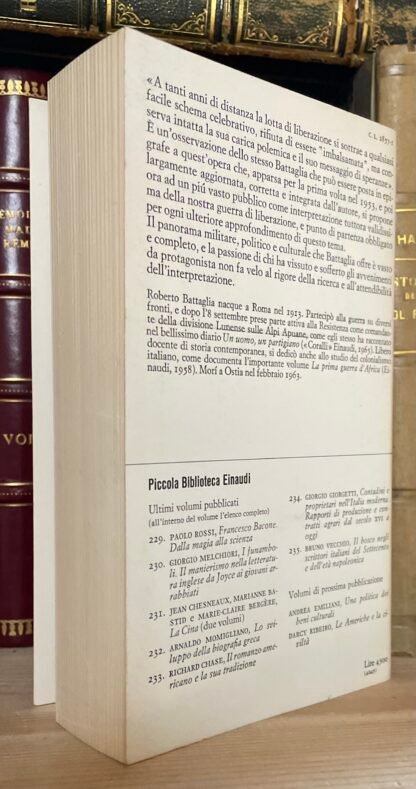 C.L. 2857-2
« A tanti anni di distanza la lotta di liberazione si sottrae a qualsiasi
facile schema celebrativo, rifiuta di essere "imbalsamata", ma con-
serva intatta la sua carica polemica e il suo messaggio di speranze ».
È un'osservazione dello stesso Battaglia che può essere posta in epi-
grafe a quest'opera che, apparsa per la prima volta nel 1953, e poi
largamente aggiornata, corretta e integrata dall'autore, si propone
ora ad un piú vasto pubblico come interpretazione tuttora validissi-
ma della nostra guerra di liberazione, e punto di partenza obbligato
per ogni ulteriore approfondimento di questo tema.
Il panorama militare, politico e culturale che Battaglia offre è vasto
e completo, e la passione di chi ha vissuto e sofferto gli avvenimenti
da protagonista non fa velo al rigore della ricerca e all'attendibilità
dell'interpretazione.
Roberto Battaglia nacque a Roma nel 1913. Partecipò alla guerra su diversi
fronti, e dopo l'8 settembre prese parte attiva alla Resistenza come comandan-
te della divisione Lunense sulle Alpi Apuane, come egli stesso ha raccontato
nel bellissimo diario Un uomo, un partigiano (« Coralli » Einaudi, 1965). Libero
docente di storia contemporanea, si dedicò anche allo studio del colonialismo
italiano, come documenta l'importante volume La prima guerra d'Africa (Ei-
naudi, 1958). Morí a Ostia nel febbraio 1963.
Piccola Biblioteca Einaudi
Ultimi volumi pubblicati
(all'interno del volume l'elenco completo)
229. PAOLO ROSSI, Francesco Bacone.
Dalla magia alla scienza
230. GIORGIO MELCHIORI, I funambo-
li. Il manierismo nella letteratu-
ra inglese da Joyce ai giovani ar-
rabbiati
231. JEAN CHESNEAUX, MARIANNE BA-
STID e MARIE-CLAIRE BERGÈRE,
La Cina (due volumi)
232. ARNALDO MOMIGLIANO, Lo svi-
luppo della biografia greca
233. RICHARD CHASE, Il romanzo ame-
ricano e la sua tradizione
234. GIORGIO GIORGETTI, Contadini e
proprietari nell'Italia moderna.
Rapporti di produzione e con-
tratti agrari dal secolo XVI a
oggi
235. BRUNO VECCHIO, Il bosco negli
scrittori italiani del Settecento
e dell'età napoleonica
Volumi di prossima pubblicazione
ANDREA EMILIANI, Una politica dei
beni culturali
DARCY RIBEIRO, Le Americhe e la ci-
viltà
Lire 4500
VOL